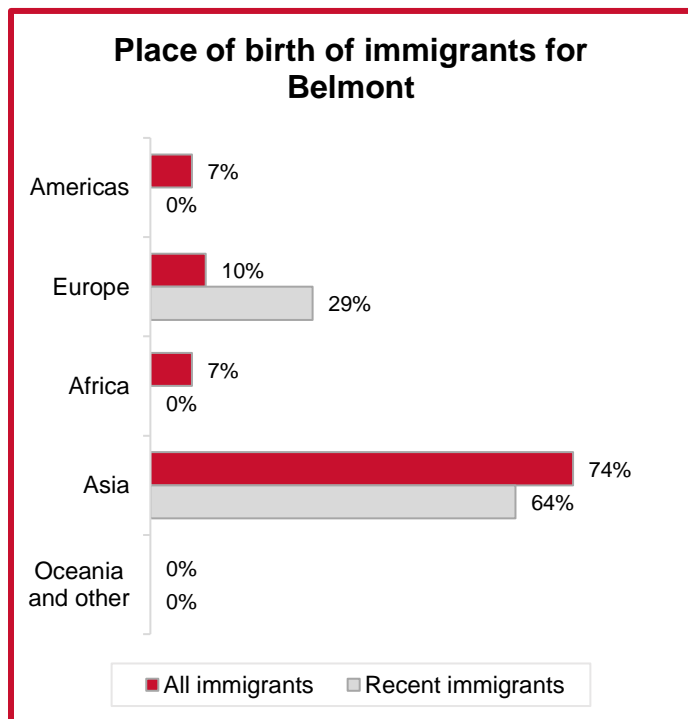 Place of birth of immigrants for
Belmont
Americas
7%
0%
Europe
10%
29%
Africa
7%
0%
Asia
74%
64%
Oceania
and other
0%
0%
All immigrants
Recent immigrants